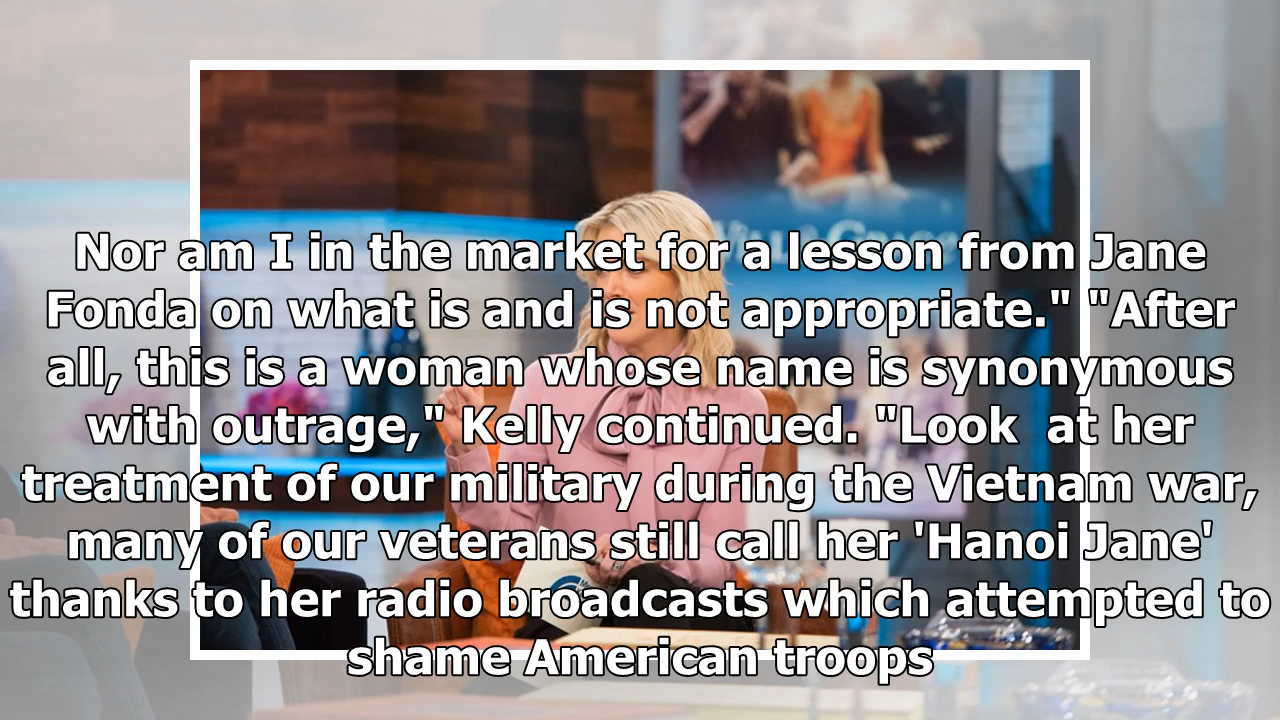 Nor am I in the market for a lesson from Jane
Fonda on what is and is not appropriate." "After
all, this is a woman whose name is synonymous
with outrage," Kelly continued. "Look  at her
treatment of our military during the Vietnam war,
many of our veterans still call her 'Hanoi Jane'
thanks to her radio broadcasts which attempted to
shame American troops